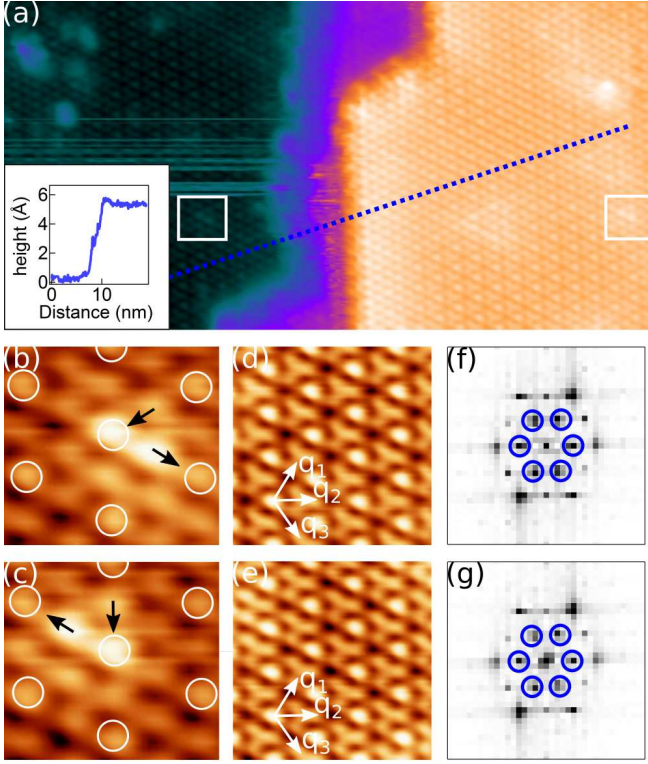 (a)
6
4
2
0
height (Å)
0 10
Distance (nm)
(b)
(d)
(f)
q1
q2
q3
(c)
(e)
(g)
q1
q2
q3